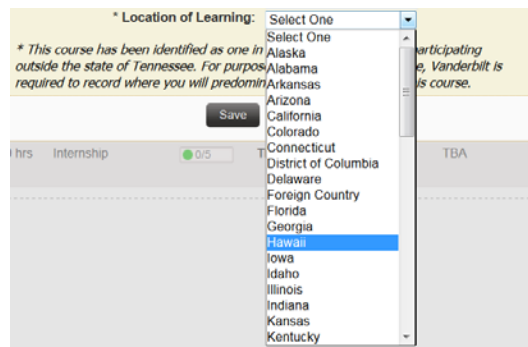 * Location of Learning: Select One
Select One
* This course has been identified as one in
articipating
Alaska
outside the state of Tennessee. For purpos
e, Vanderbilt is
Alabama
required to record where you will predomin
is course.
Arkansas
Arizona
Save
California
Colorado
hrs Internship 0/5 T
TBA
Connecticut
District of Columbia
Delaware
Foreign Country
Florida
Georgia
Hawaii
Iowa
Idaho
Illinois
Indiana
Kansas
Kentucky